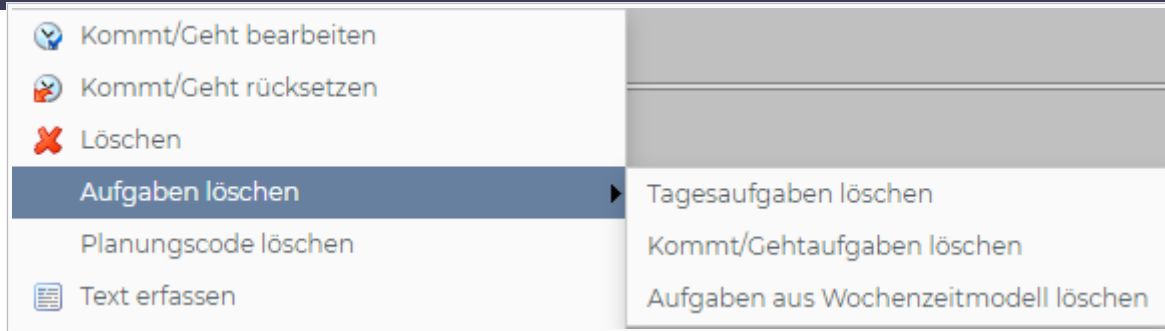 Kommt/Geht bearbeiten
Kommt/Geht rücksetzen
Löschen
Aufgaben löschen
Planungscode löschen
Text erfassen
Tagesaufgaben löschen
Kommt/Gehtaufgaben löschen
Aufgaben aus Wochenzeitmodell löschen